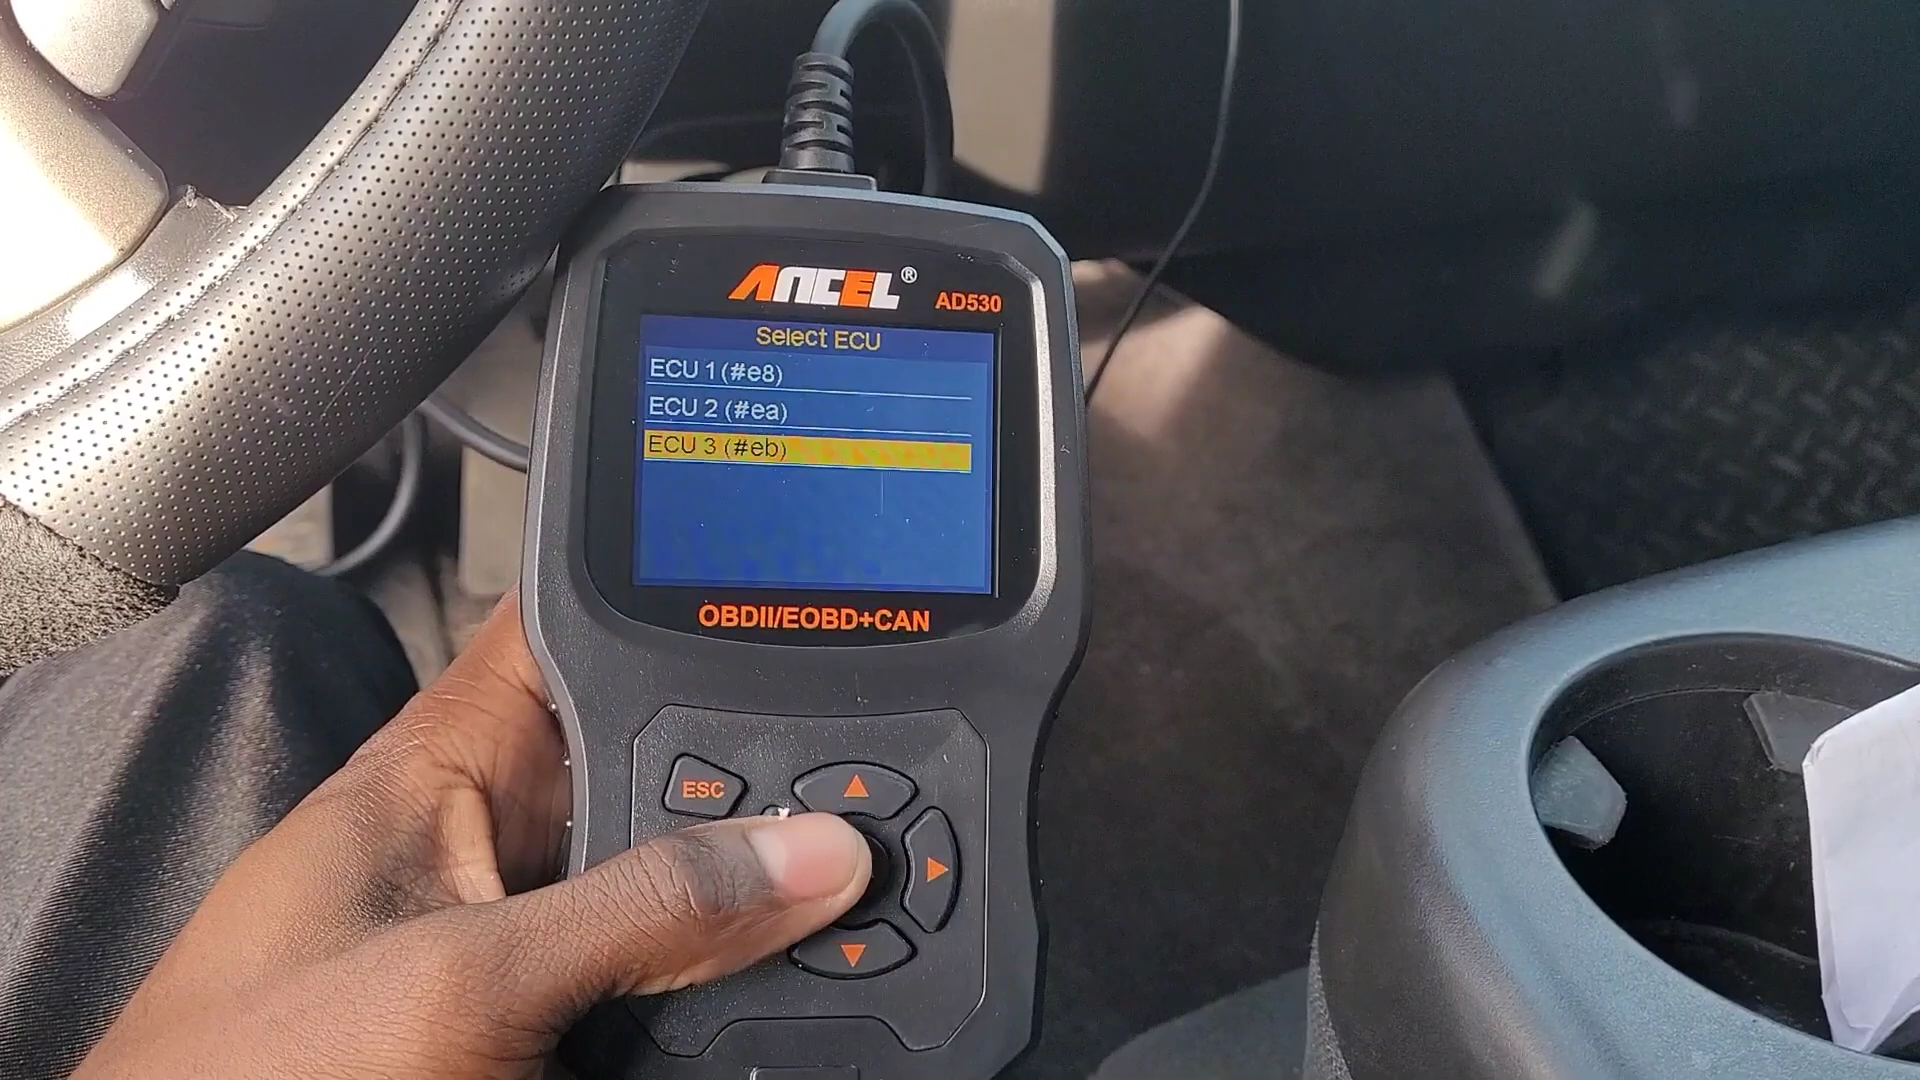 ANCEL®
AD530
Select ECU
ECU 1(#e8)
ECU 2 (#ea)
ECU 3 (#eb)
OBDII/EOBD+CAN
ESC